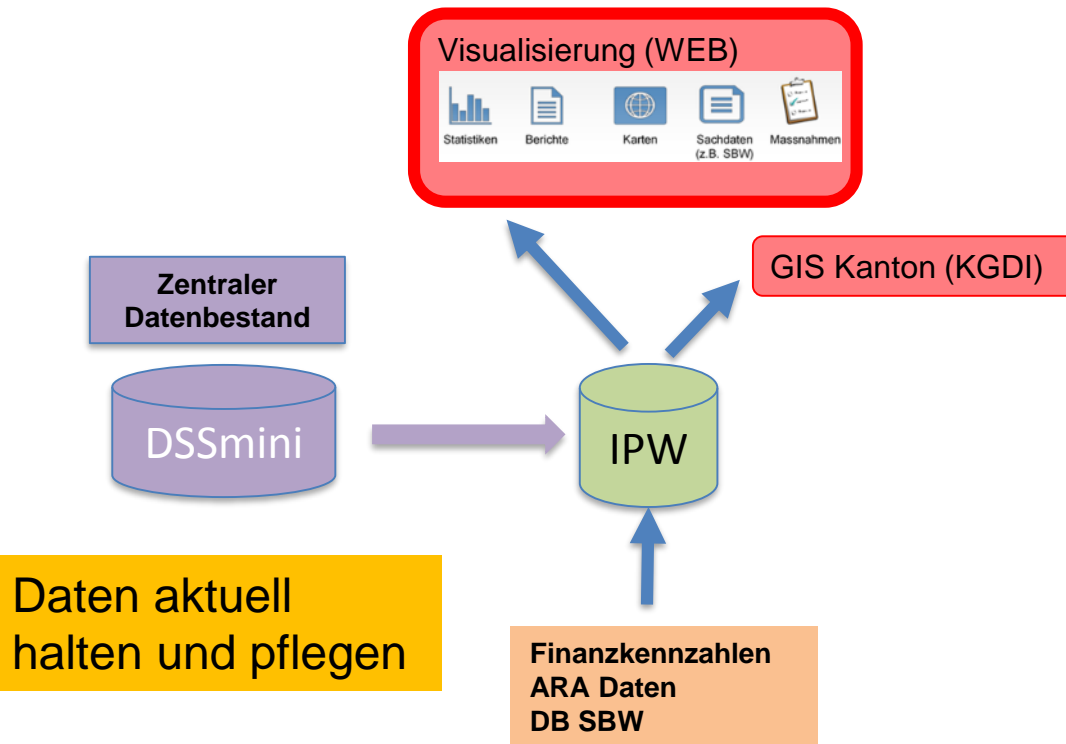 Visualisierung (WEB)
Statistiken
Berichte
Karten
Sachdaten
(z.B. SBW)
Massnahmen
GIS Kanton (KGDI)
Zentraler
Datenbestand
DSSmini
IPW
Daten aktuell
halten und pflegen
Finanzkennzahlen
ARA Daten
DB SBW